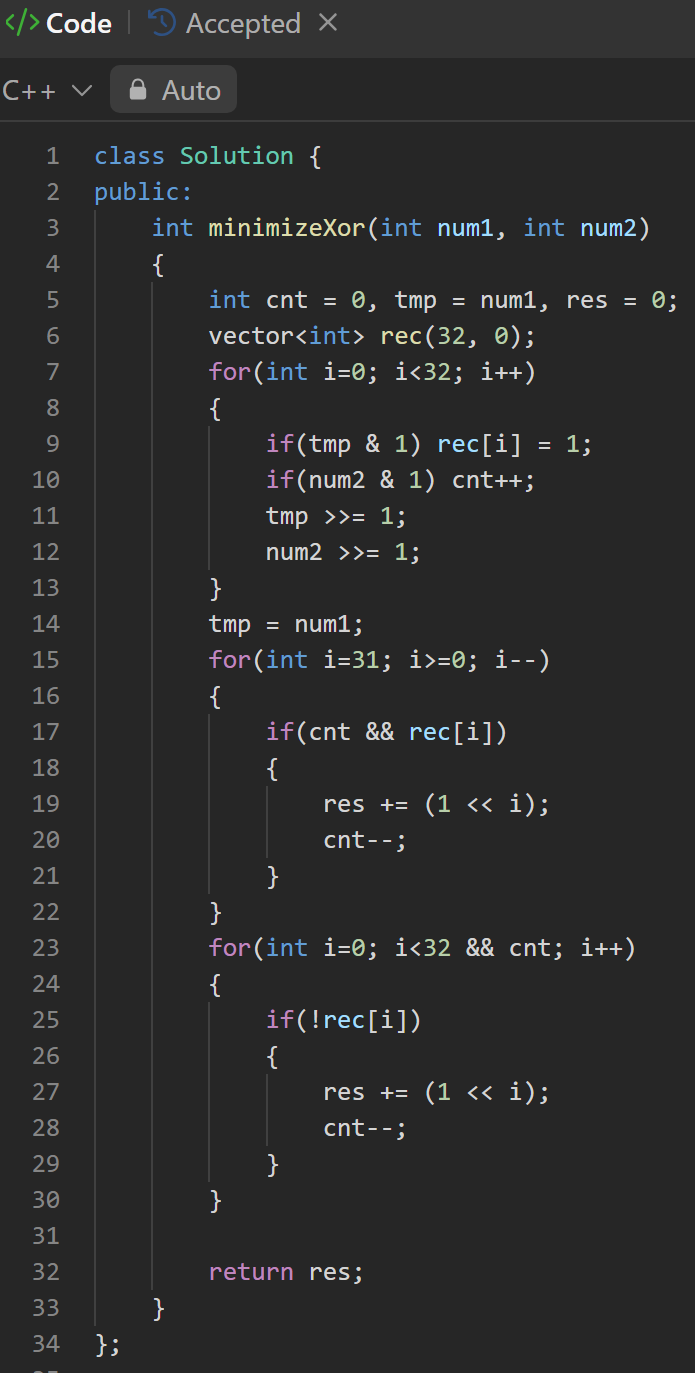 </> Code | Accepted ×
C++ Auto
1 class Solution {
2 public:
3     int minimizeXor(int num1, int num2)
4     {
5         int cnt = 0, tmp = num1, res = 0;
6         vector<int> rec(32, 0);
7         for(int i=0; i<32; i++)
8         {
9             if(tmp & 1) rec[i] = 1;
10             if(num2 & 1) cnt++;
11             tmp >>= 1;
12             num2 >>= 1;
13         }
14         tmp = num1;
15         for(int i=31; i>=0; i--)
16         {
17             if(cnt && rec[i])
18             {
19                 res += (1 << i);
20                 cnt--;
21             }
22         }
23         for(int i=0; i<32 && cnt; i++)
24         {
25             if(!rec[i])
26             {
27                 res += (1 << i);
28                 cnt--;
29             }
30         }
31
32         return res;
33     }
34 };